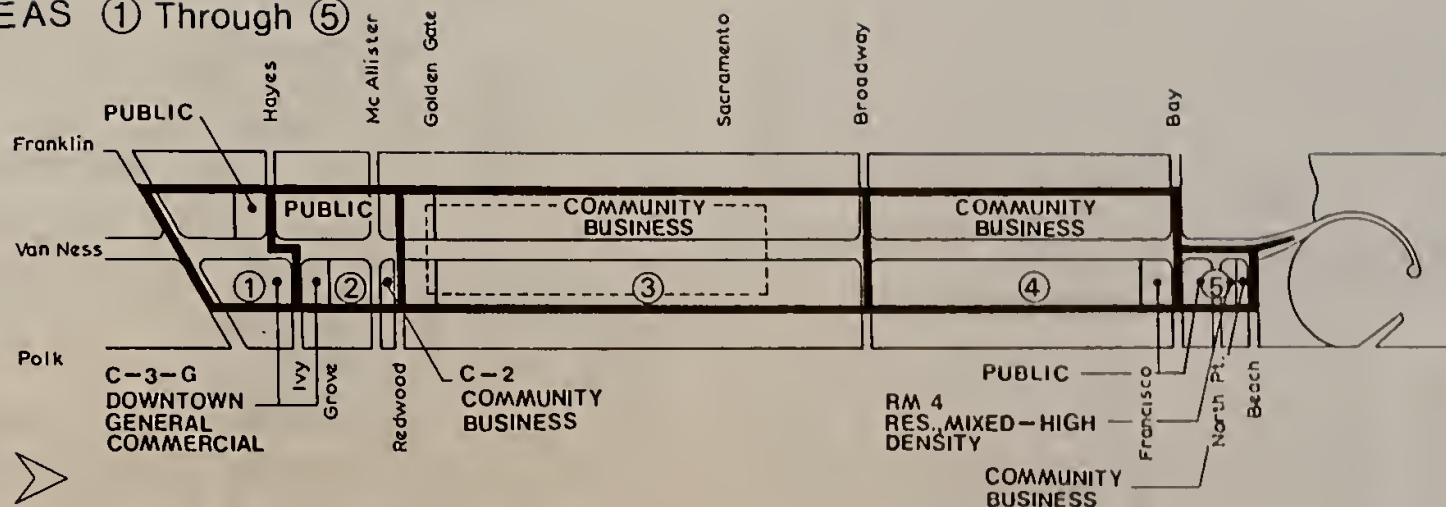 EAS ① Through ⑤
Hayes
Mc Allister
Golden Gate
Sacramento
Broadway
Bay
PUBLIC
Franklin
PUBLIC
COMMUNITY
BUSINESS
COMMUNITY
BUSINESS
Van Ness
①
②
③
④
⑤
Polk
C-3-G
DOWNTOWN
GENERAL
COMMERCIAL
Ivy
Grove
Redwood
C-2
COMMUNITY
BUSINESS
PUBLIC
RM 4
RES., MIXED-HIGH
DENSITY
Francisco
North Pt.
Beach
COMMUNITY
BUSINESS